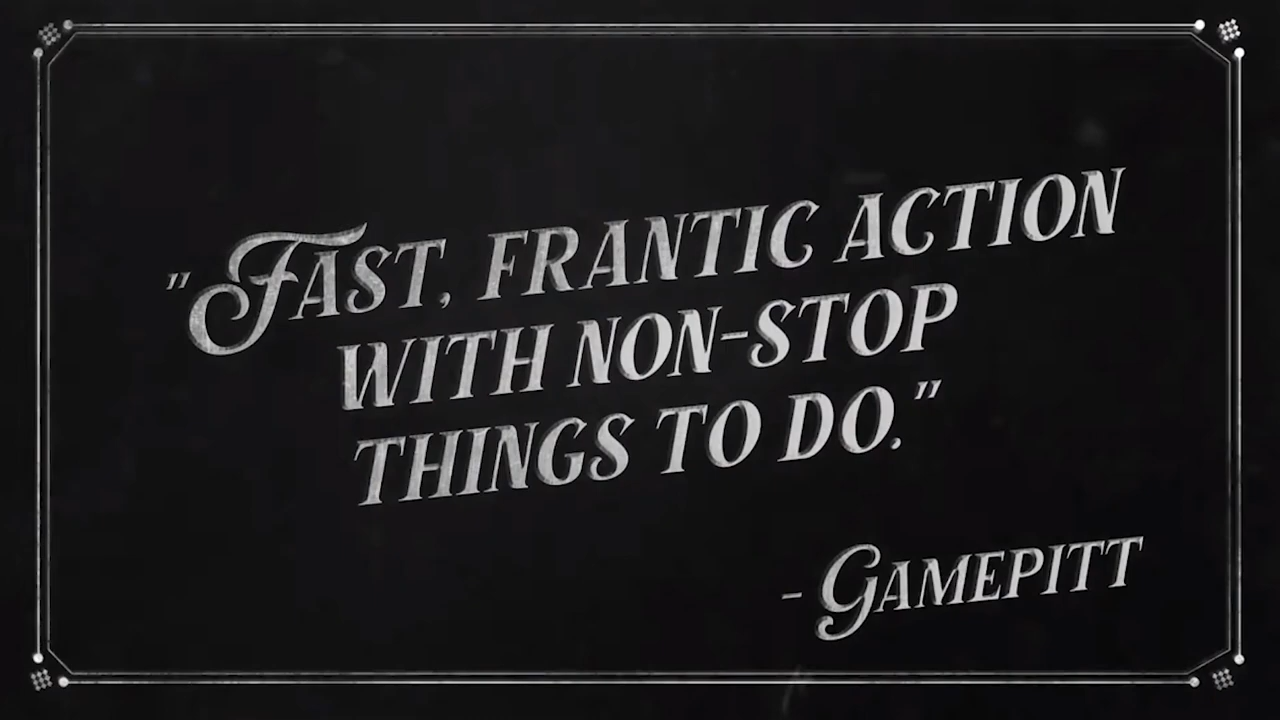 "FAST, FRANTIC ACTION
WITH NON-STOP
THINGS TO DO."
- GAMEPITT